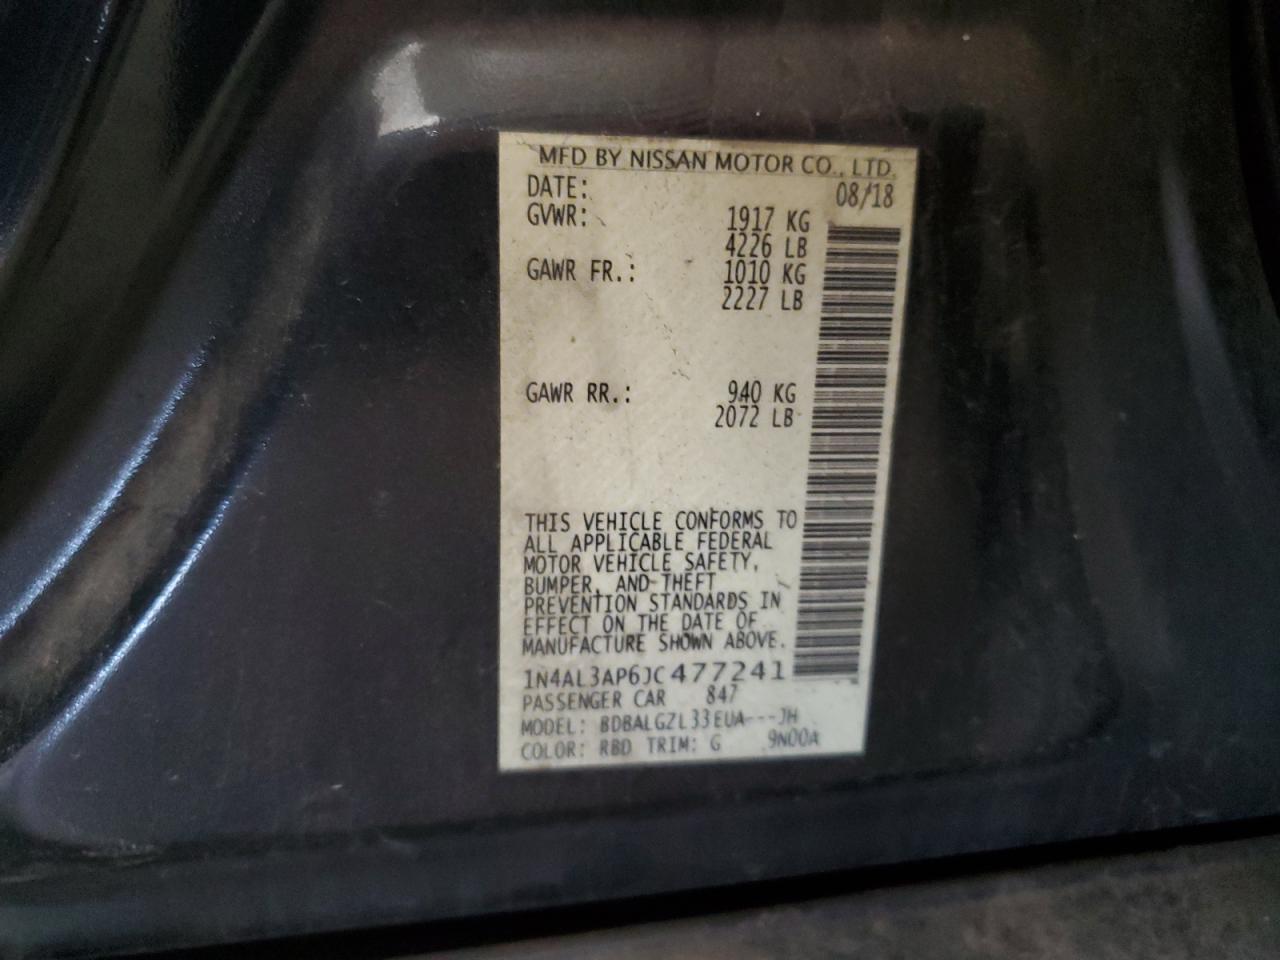 MFD BY NISSAN MOTOR CO., LTD.
DATE: 08/18
GVWR: 1917 KG
4226 LB
GAWR FR.: 1010 KG
2227 LB
GAWR RR.: 940 KG
2072 LB
THIS VEHICLE CONFORMS TO
ALL APPLICABLE FEDERAL
MOTOR VEHICLE SAFETY,
BUMPER, AND THEFT
PREVENTION STANDARDS IN
EFFECT ON THE DATE OF
MANUFACTURE SHOWN ABOVE.
1N4AL3AP6JC477241
PASSENGER CAR 847
MODEL: BDBALGZL33EUA---JH
COLOR: RBD TRIM: G 9N00A